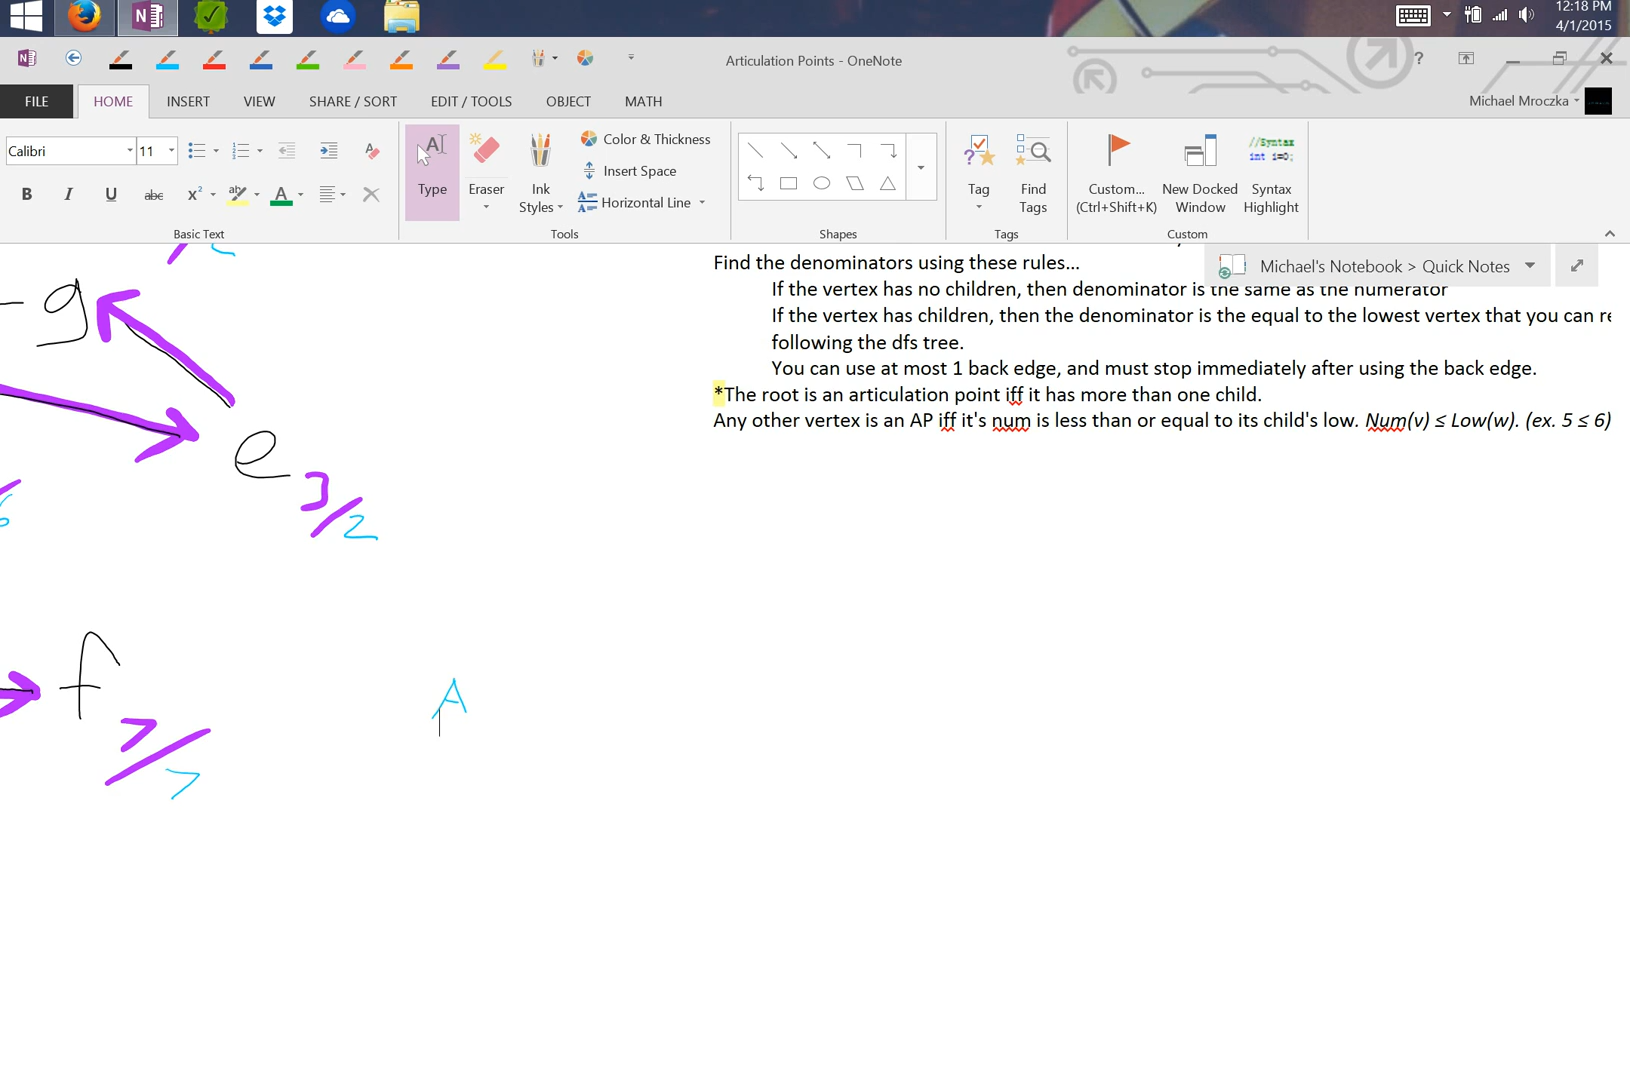 12:18 PM
4/1/2015
Articulation Points - OneNote
?
FILE HOME INSERT VIEW SHARE / SORT EDIT / TOOLS OBJECT MATH
Michael Mroczka
Calibri 11
B I U abc x² A
Type
Eraser
Ink Styles
Color & Thickness
Insert Space
Horizontal Line
Tag
Find Tags
Custom... (Ctrl+Shift+K)
New Docked Window
//Syntax
int i=0;
Syntax Highlight
Basic Text
Tools
Shapes
Tags
Custom
Michael's Notebook > Quick Notes
Find the denominators using these rules...
If the vertex has no children, then denominator is the same as the numerator
If the vertex has children, then the denominator is the equal to the lowest vertex that you can re
following the dfs tree.
You can use at most 1 back edge, and must stop immediately after using the back edge.
*The root is an articulation point iff it has more than one child.
Any other vertex is an AP iff it's num is less than or equal to its child's low. Num(v) ≤ Low(w). (ex. 5 ≤ 6)
g
e 3/2
/6
f 7/7
A